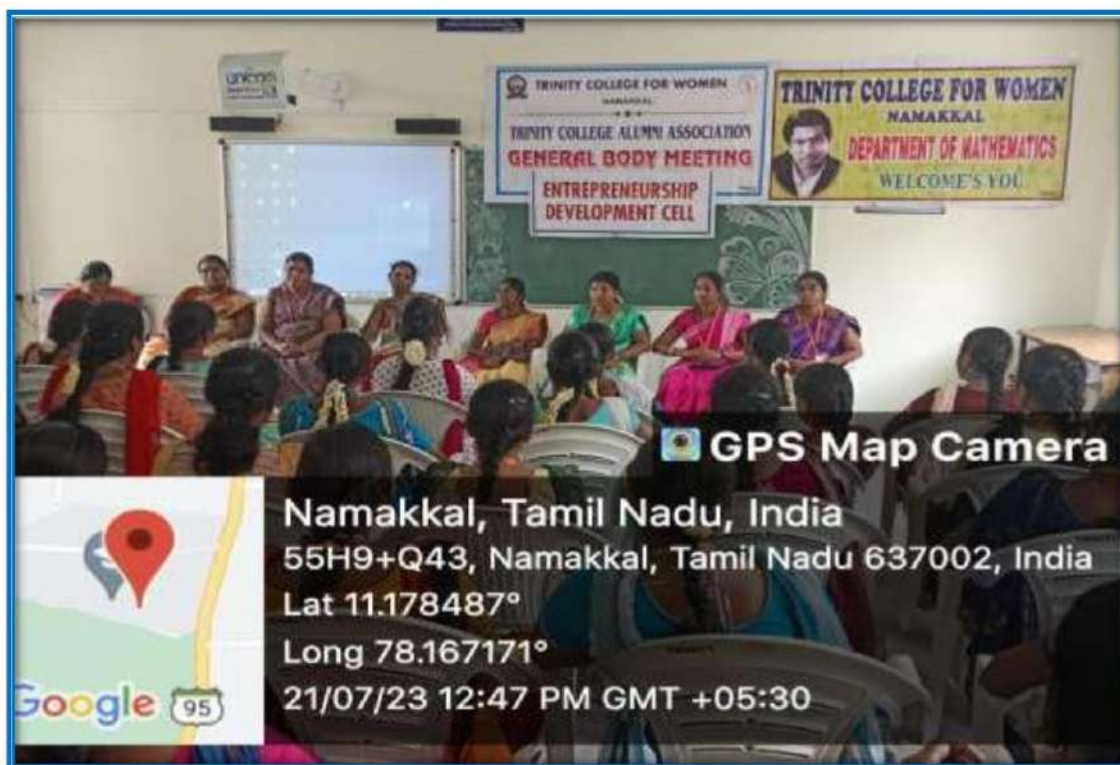 unicam
TRINITY COLLEGE FOR WOMEN
NAMAKKAL
TRINITY COLLEGE ALUMNI ASSOCIATION
GENERAL BODY MEETING
ENTREPRENEURSHIP
DEVELOPMENT CELL
TRINITY COLLEGE FOR WOMEN
NAMAKKAL
DEPARTMENT OF MATHEMATICS
WELCOME'S YOU
GPS Map Camera
Namakkal, Tamil Nadu, India
55H9+Q43, Namakkal, Tamil Nadu 637002, India
Lat 11.178487°
Long 78.167171°
21/07/23 12:47 PM GMT +05:30
Google
95